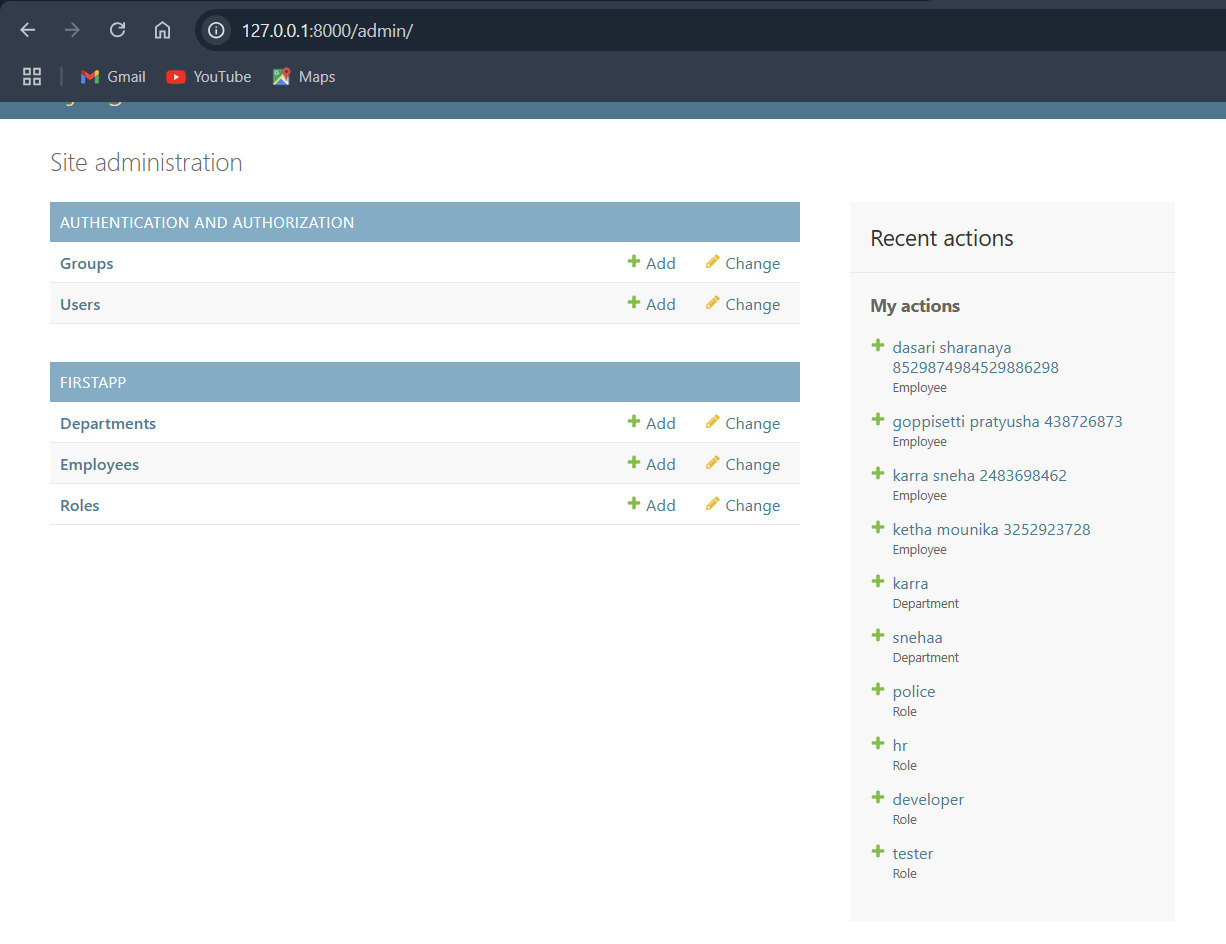 127.0.0.1:8000/admin/
Gmail
YouTube
Maps
Site administration
AUTHENTICATION AND AUTHORIZATION
Groups Add Change
Users Add Change
FIRSTAPP
Departments Add Change
Employees Add Change
Roles Add Change
Recent actions
My actions
dasari sharanaya
8529874984529886298
Employee
goppisetti pratyusha 438726873
Employee
karra sneha 2483698462
Employee
ketha mounika 3252923728
Employee
karra
Department
snehaa
Department
police
Role
hr
Role
developer
Role
tester
Role